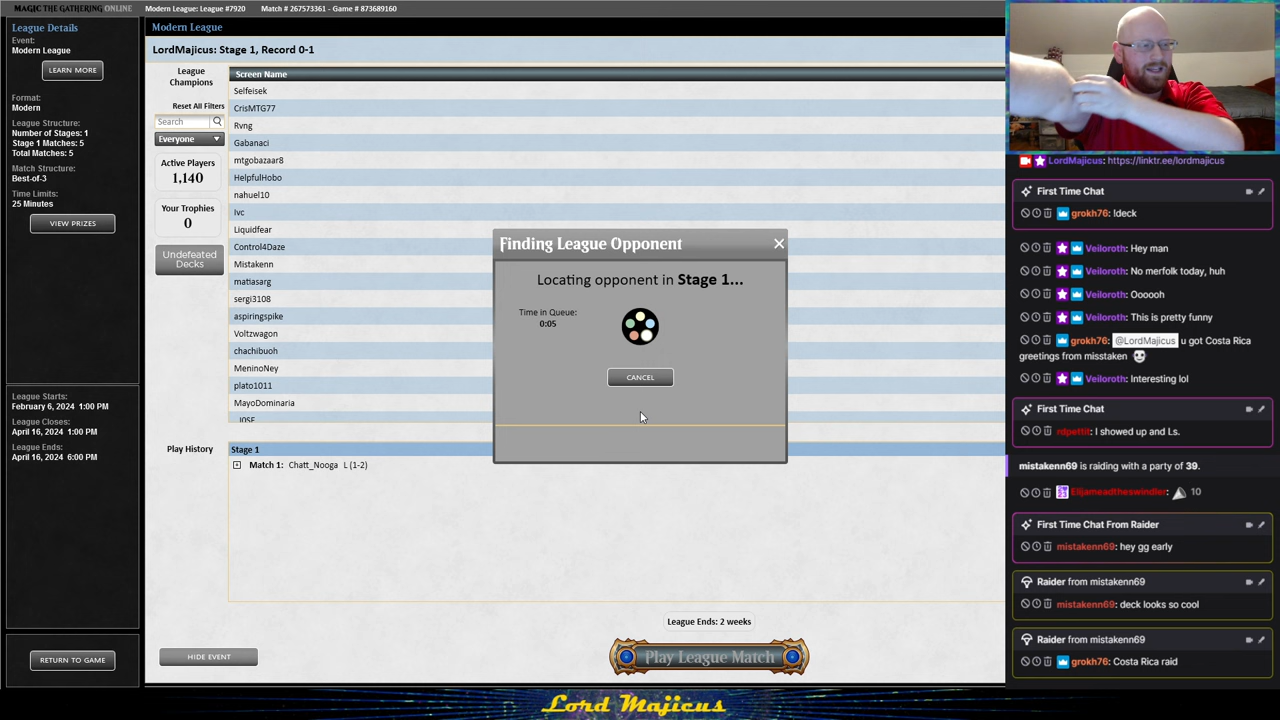 MAGIC THE GATHERING ONLINE
Modern League: League #7920
Match # 267573361 - Game # 873689160
League Details
Event:
Modern League
LEARN MORE
Format:
Modern
League Structure:
Number of Stages: 1
Stage 1 Matches: 5
Total Matches: 5
Match Structure:
Best-of-3
Time Limits:
25 Minutes
VIEW PRIZES
League Starts:
February 6, 2024 1:00 PM
League Closes:
April 16, 2024 1:00 PM
League Ends:
April 16, 2024 6:00 PM
RETURN TO GAME
Modern League
LordMajicus: Stage 1, Record 0-1
League
Champions
Reset All Filters
Search
Everyone
Active Players
1,140
Your Trophies
0
Undefeated
Decks
Screen Name
Selfeisek
CrisMTG77
Rvng
Gabanaci
mtgobazaar8
HelpfulHobo
nahuel10
lvc
Liquidfear
Control4Daze
Mistakenn
matiasarg
sergi3108
aspiringspike
Voltzwagon
chachibuoh
MeninoNey
plato1011
MayoDominaria
Finding League Opponent
Locating opponent in Stage 1...
Time in Queue:
0:05
CANCEL
Play History
Stage 1
Match 1: Chatt_Nooga L (1-2)
League Ends: 2 weeks
HIDE EVENT
Play League Match
Lord Majicus
LordMajicus: https://linktr.ee/lordmajicus
First Time Chat
grokh76: !deck
Veiloroth: Hey man
Veiloroth: No merfolk today, huh
Veiloroth: Oooooh
Veiloroth: This is pretty funny
grokh76: @LordMajicus u got Costa Rica
greetings from misstaken
Veiloroth: Interesting lol
First Time Chat
rdpettit: I showed up and Ls.
mistakenn69 is raiding with a party of 39.
Elijameadtheswindler: 10
First Time Chat From Raider
mistakenn69: hey gg early
Raider from mistakenn69
mistakenn69: deck looks so cool
Raider from mistakenn69
grokh76: Costa Rica raid